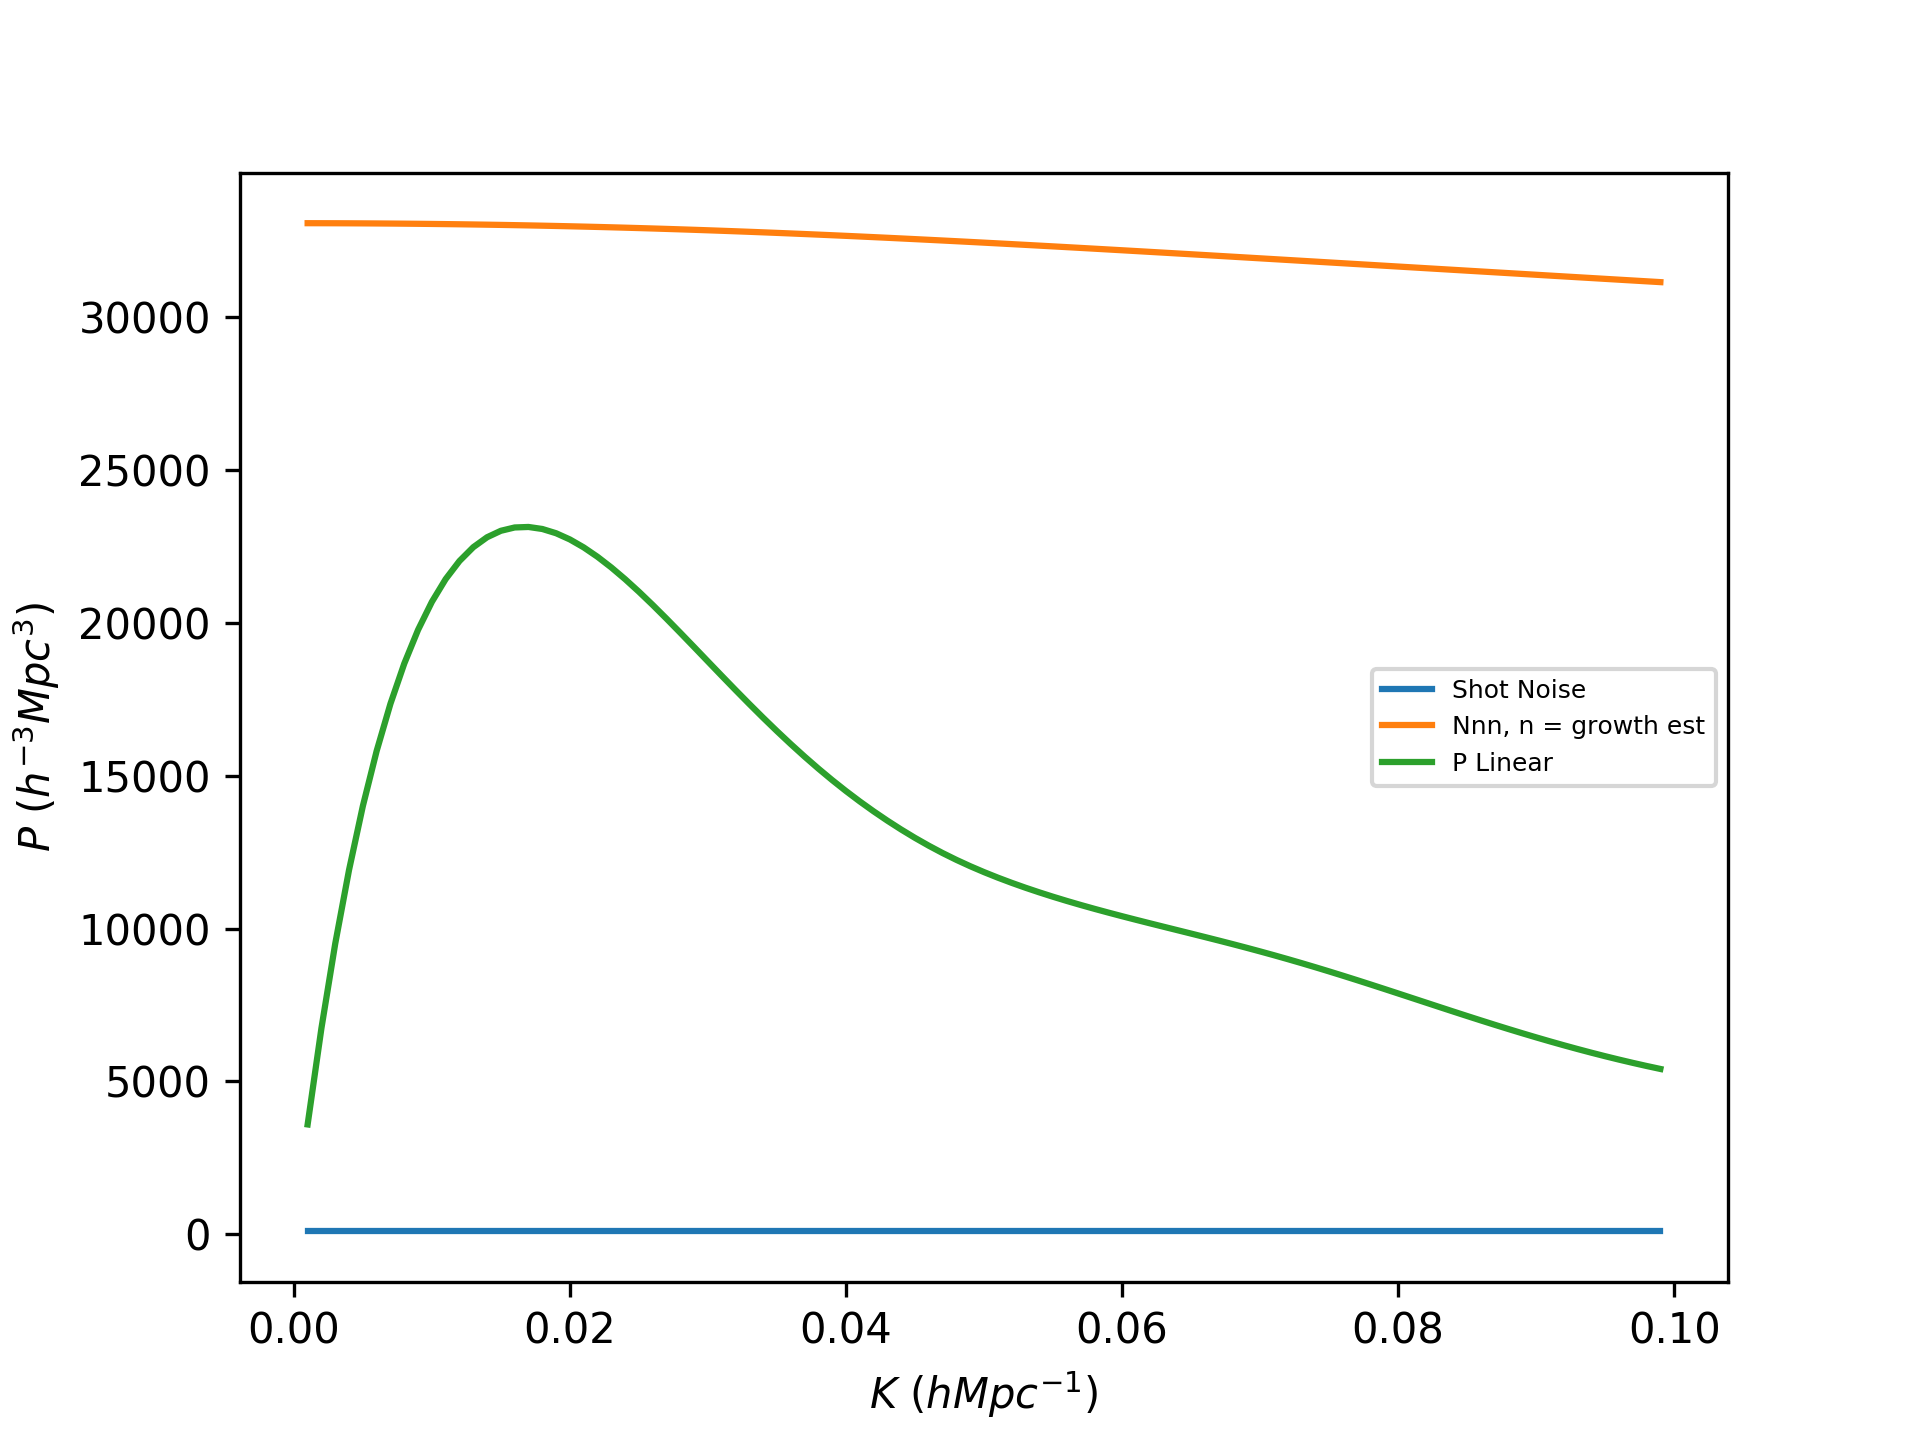 30000
25000
20000
15000
10000
5000
0
P (h⁻³Mpc³)
Shot Noise
Nnn, n = growth est
P Linear
0.00 0.02 0.04 0.06 0.08 0.10
K (hMpc⁻¹)